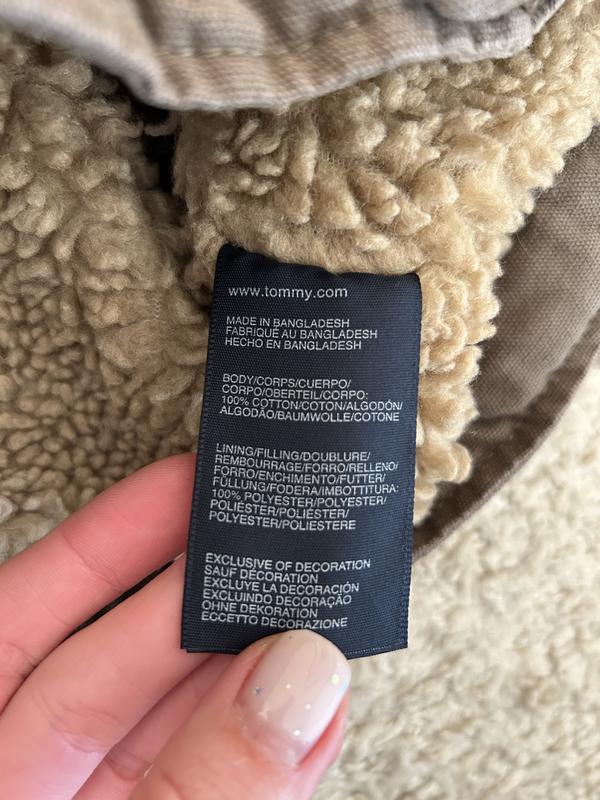 www.tommy.com
MADE IN BANGLADESH
FABRIQUÉ AU BANGLADESH
HECHO EN BANGLADESH
BODY/CORPS/CUERPO/
CORPO/OBERTEIL/CORPO:
100% COTTON/COTON/ALGODÓN/
ALGODÃO/BAUMWOLLE/COTONE
LINING/FILLING/DOUBLURE/
REMBOURRAGE/FORRO/RELLENO/
FORRO/ENCHIMENTO/FUTTER/
FÜLLUNG/FODERA/IMBOTTITURA:
100% POLYESTER/POLYESTER/
POLIÉSTER/POLIÉSTER/
POLYESTER/POLIESTERE
EXCLUSIVE OF DECORATION
SAUF DÉCORATION
EXCLUYE LA DECORACIÓN
EXCLUINDO DECORAÇÃO
OHNE DEKORATION
ECCETTO DECORAZIONE